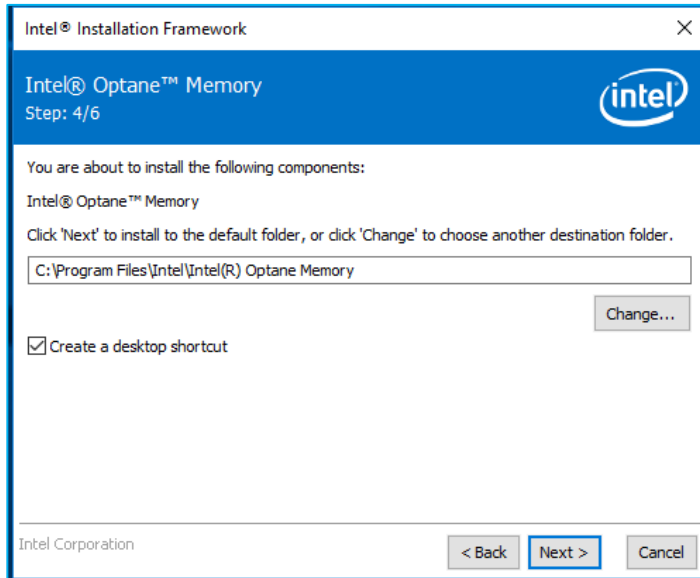 Intel® Installation Framework
Intel® Optane™ Memory
Step: 4/6
intel
You are about to install the following components:
Intel® Optane™ Memory
Click 'Next' to install to the default folder, or click 'Change' to choose another destination folder.
C:\Program Files\Intel\Intel(R) Optane Memory
Change...
Create a desktop shortcut
Intel Corporation
< Back
Next >
Cancel